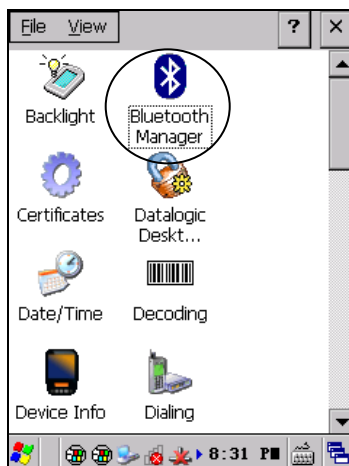 File View ? ×
Backlight
Bluetooth
Manager
Certificates
Datalogic
Deskt...
Date/Time
Decoding
Device Info
Dialing
8:31 PM